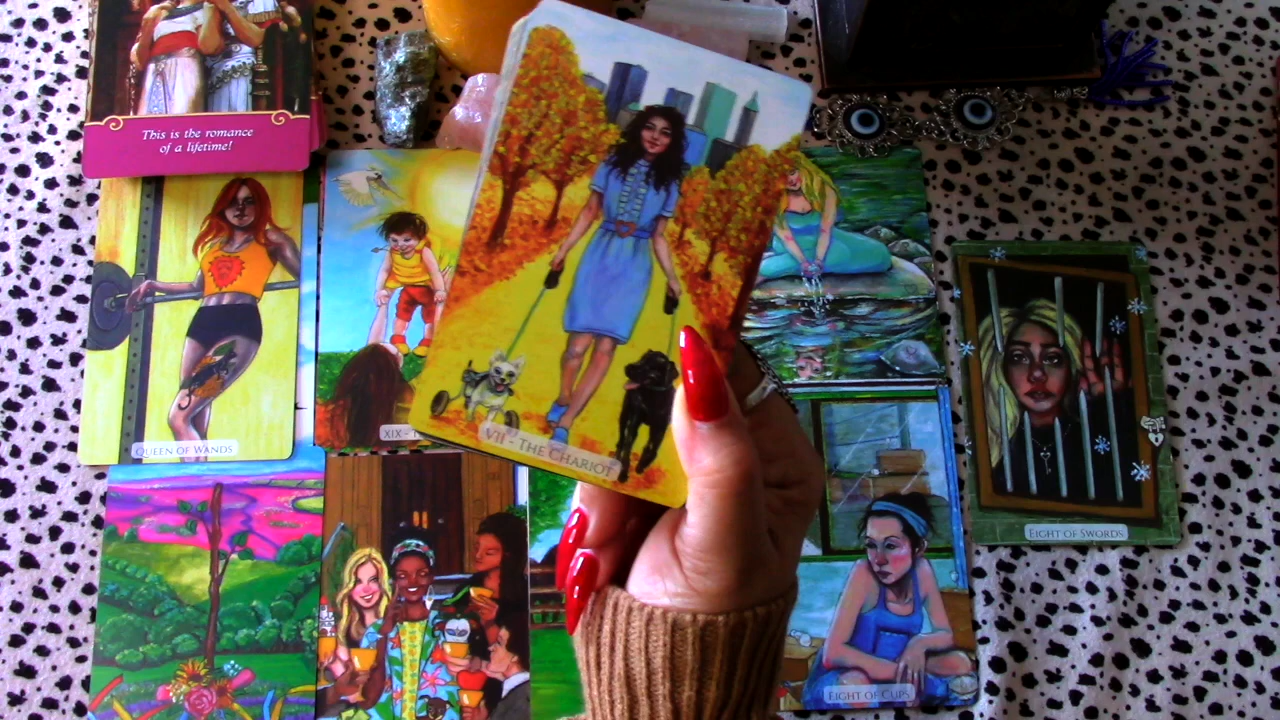 This is the romance
of a lifetime!
VII - THE CHARIOT
QUEEN OF WANDS
XIX -
EIGHT OF SWORDS
EIGHT OF CUPS